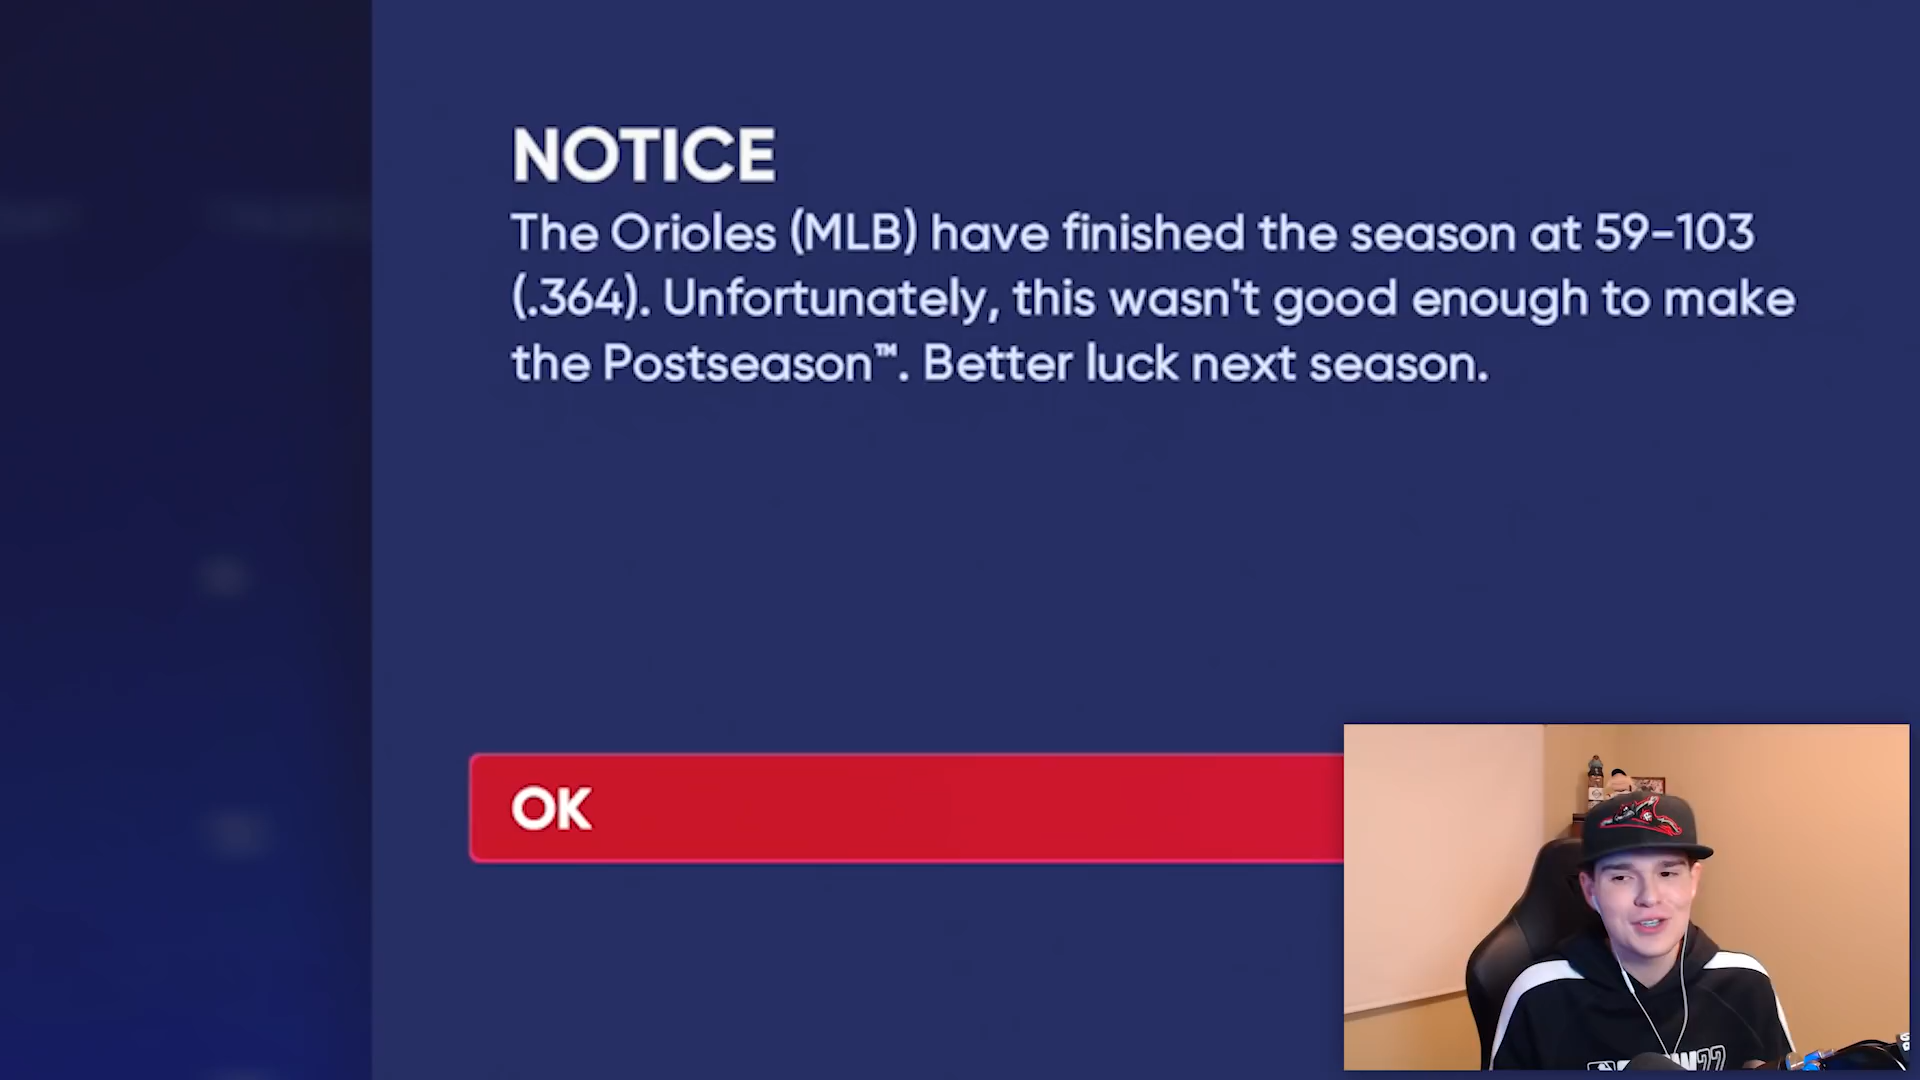 NOTICE
The Orioles (MLB) have finished the season at 59-103
(.364). Unfortunately, this wasn't good enough to make
the Postseason™. Better luck next season.
OK